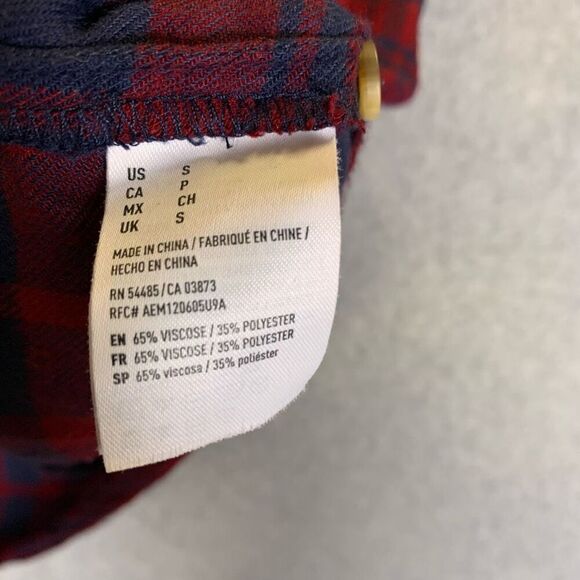 US S
CA P
MX CH
UK S
MADE IN CHINA / FABRIQUÉ EN CHINE /
HECHO EN CHINA
RN 54485/CA 03873
RFC# AEM120605U9A
EN 65% VISCOSE / 35% POLYESTER
FR 65% VISCOSE / 35% POLYESTER
SP 65% viscosa / 35% poliéster